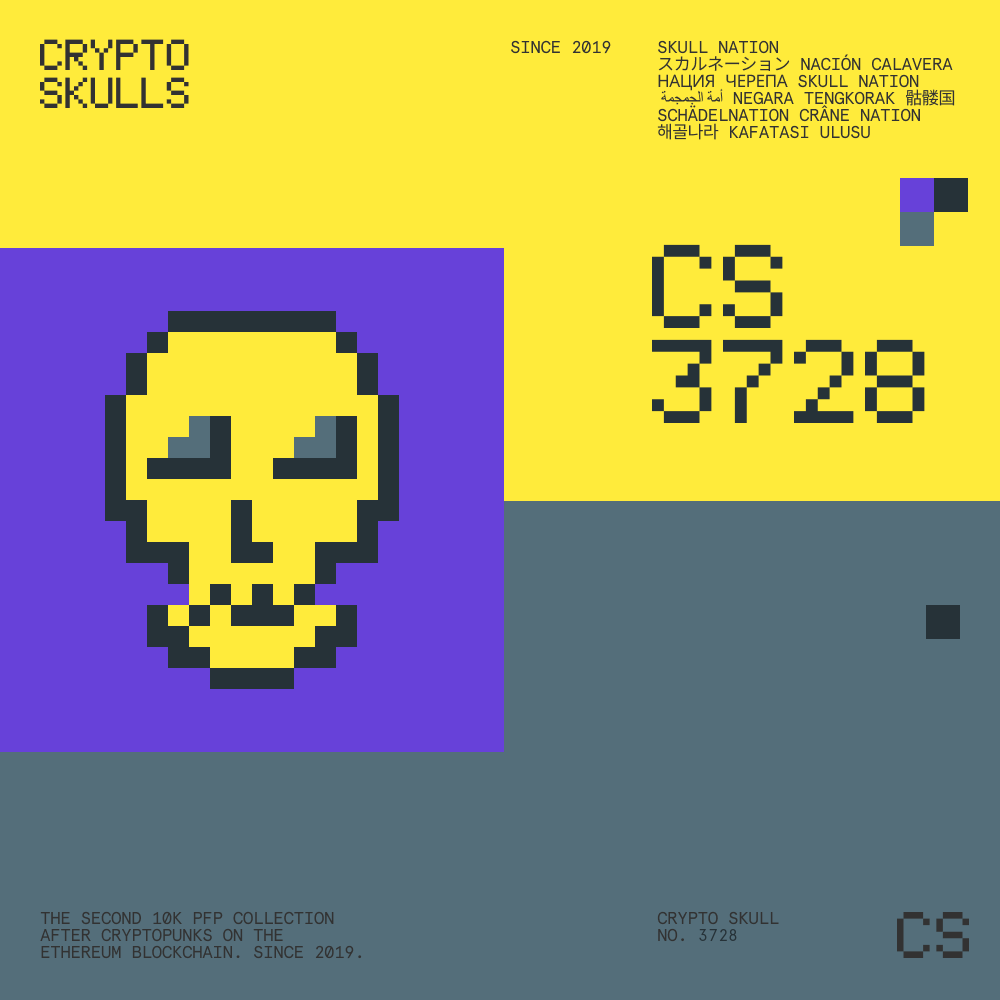 CRYPTO
SKULLS
SINCE 2019
SKULL NATION
スカルネーション NACIÓN CALAVERA
НАЦИЯ ЧЕРЕПА SKULL NATION
أمة الجمجمة NEGARA TENGKORAK 骷髅国
SCHÄDELNATION CRÂNE NATION
해골나라 KAFATASI ULUSU
CS
3728
THE SECOND 10K PFP COLLECTION
AFTER CRYPTOPUNKS ON THE
ETHEREUM BLOCKCHAIN. SINCE 2019.
CRYPTO SKULL
NO. 3728
CS